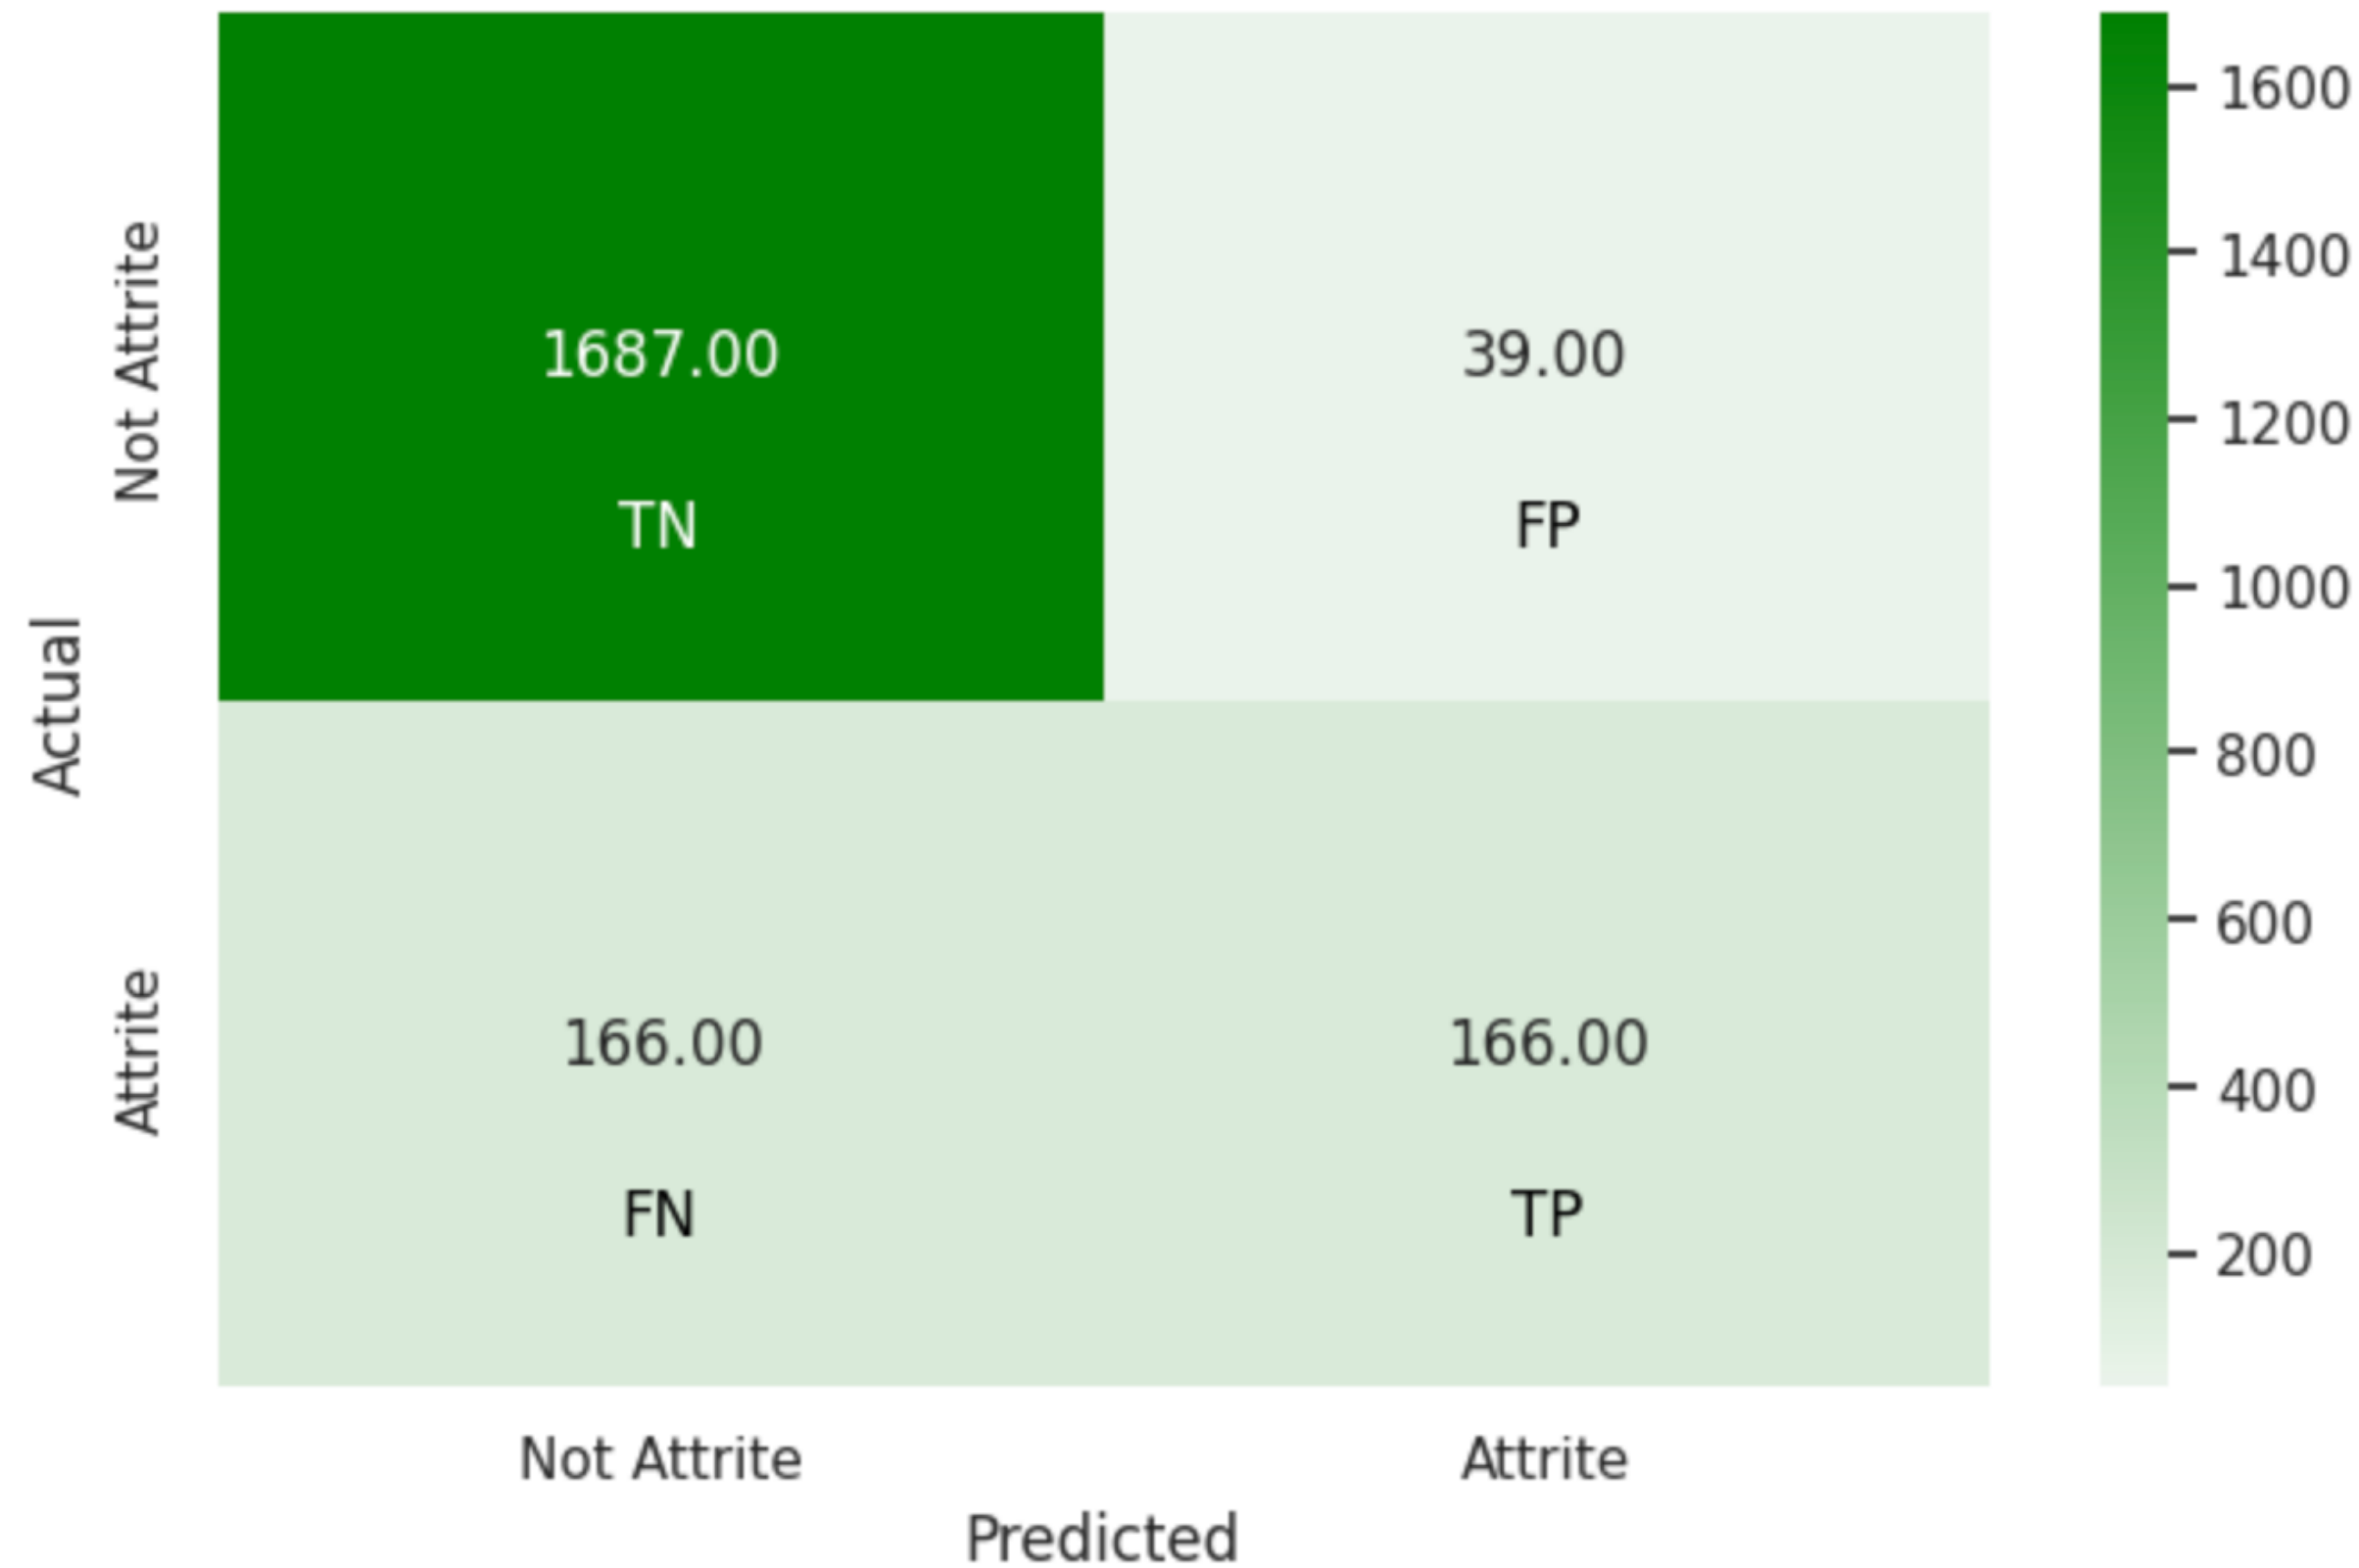 Actual
Not Attrite
1687.00
TN
39.00
FP
Attrite
166.00
FN
166.00
TP
Not Attrite
Attrite
Predicted
1600
1400
1200
1000
800
600
400
200